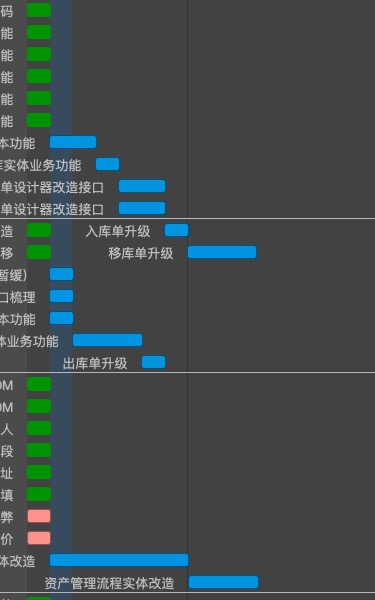 码
能
能
能
能
能
本功能
实体业务功能
单设计器改造接口
单设计器改造接口
造 入库单升级
移 移库单升级
暂缓）
口梳理
本功能
体业务功能
出库单升级
OM
OM
人
段
址
填
弊
价
体改造
资产管理流程实体改造